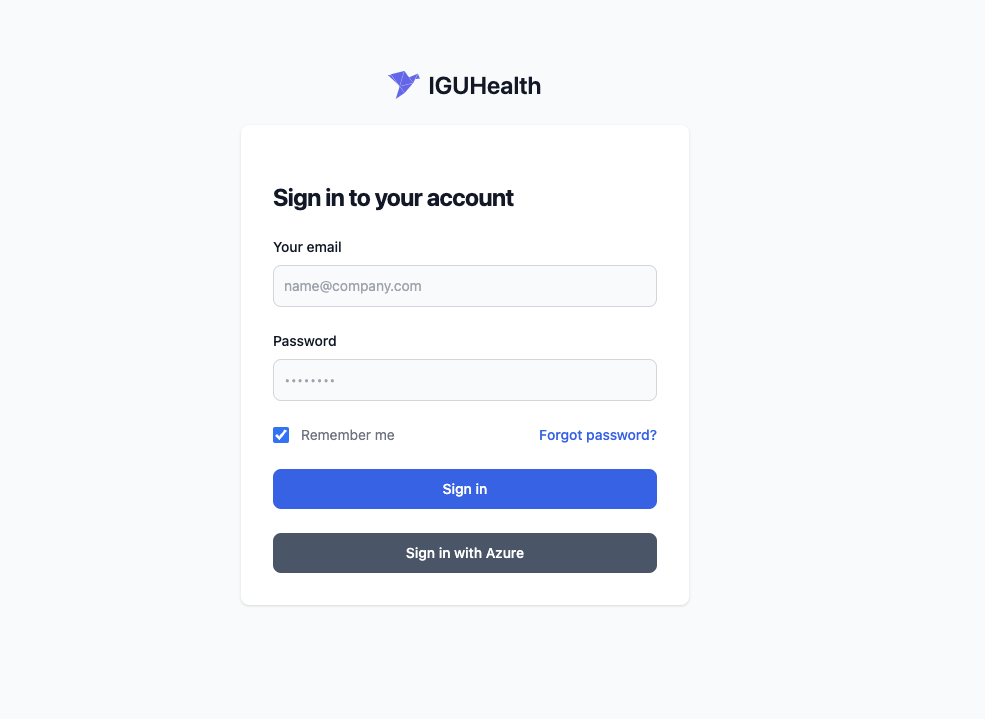 IGUHealth
Sign in to your account
Your email
name@company.com
Password
••••••••
Remember me
Forgot password?
Sign in
Sign in with Azure